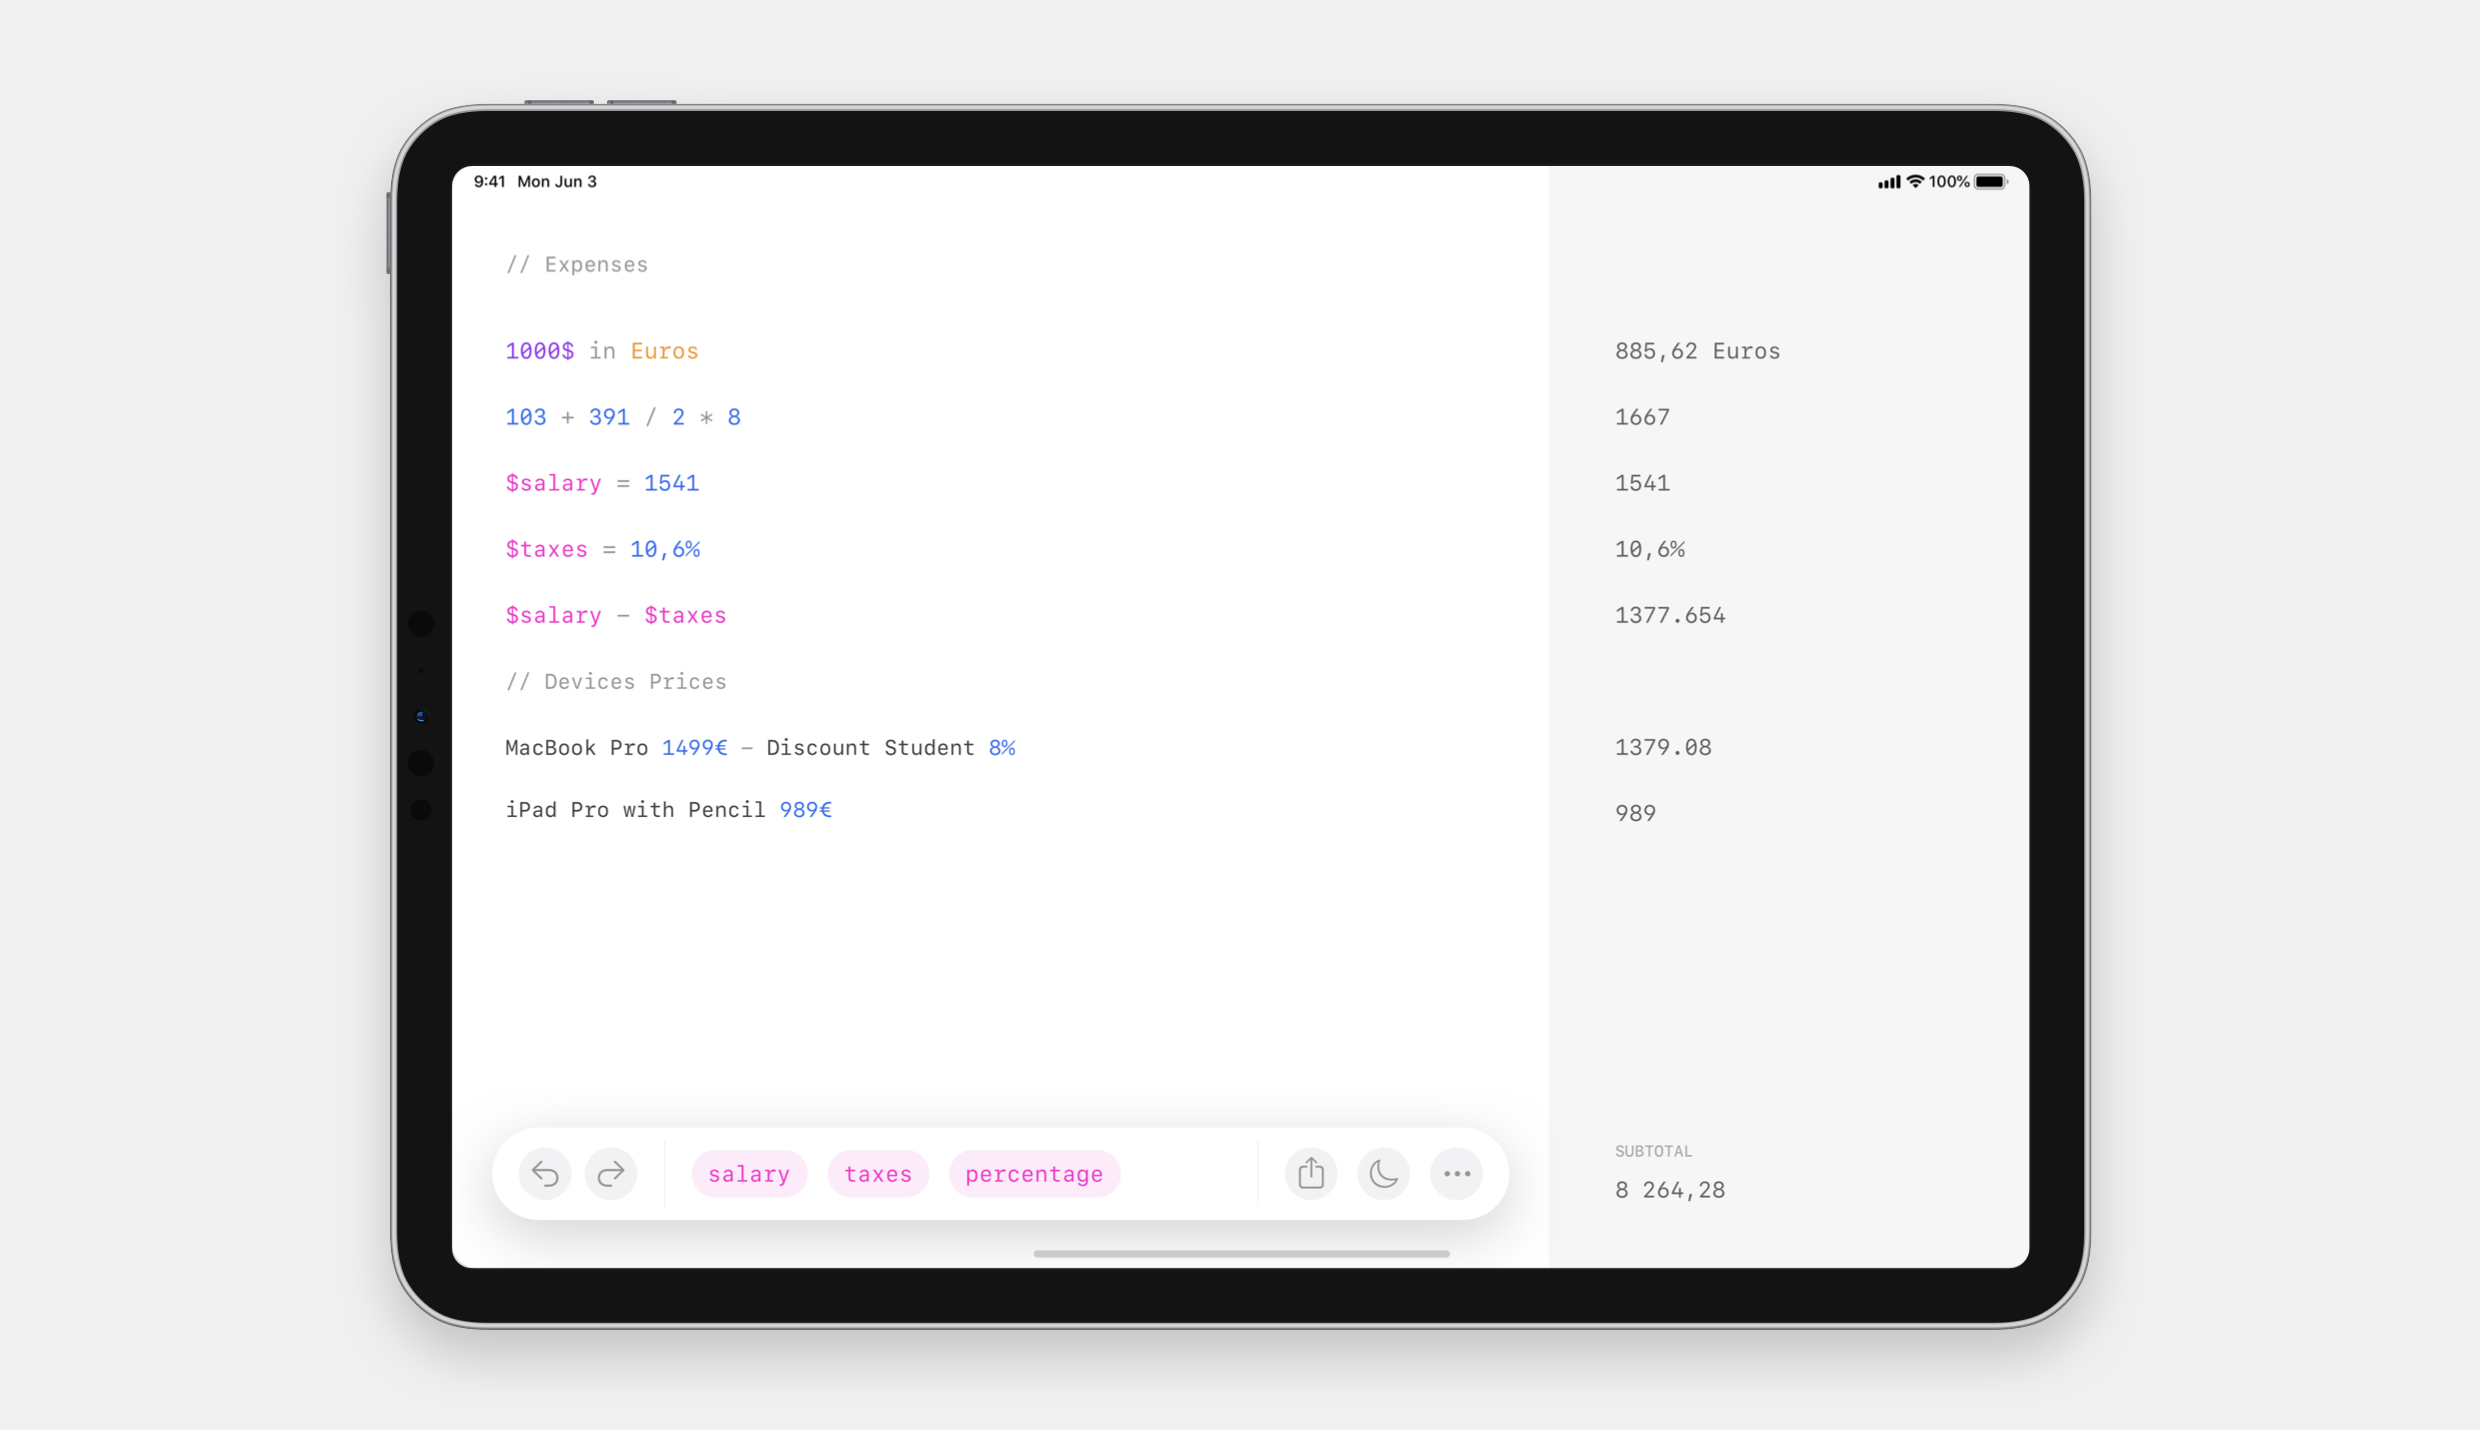 9:41 Mon Jun 3 100%
// Expenses
1000$ in Euros 885,62 Euros
103 + 391 / 2 * 8 1667
$salary = 1541 1541
$taxes = 10,6% 10,6%
$salary − $taxes 1377.654
// Devices Prices
MacBook Pro 1499€ − Discount Student 8% 1379.08
iPad Pro with Pencil 989€ 989
SUBTOTAL
salary taxes percentage 8 264,28